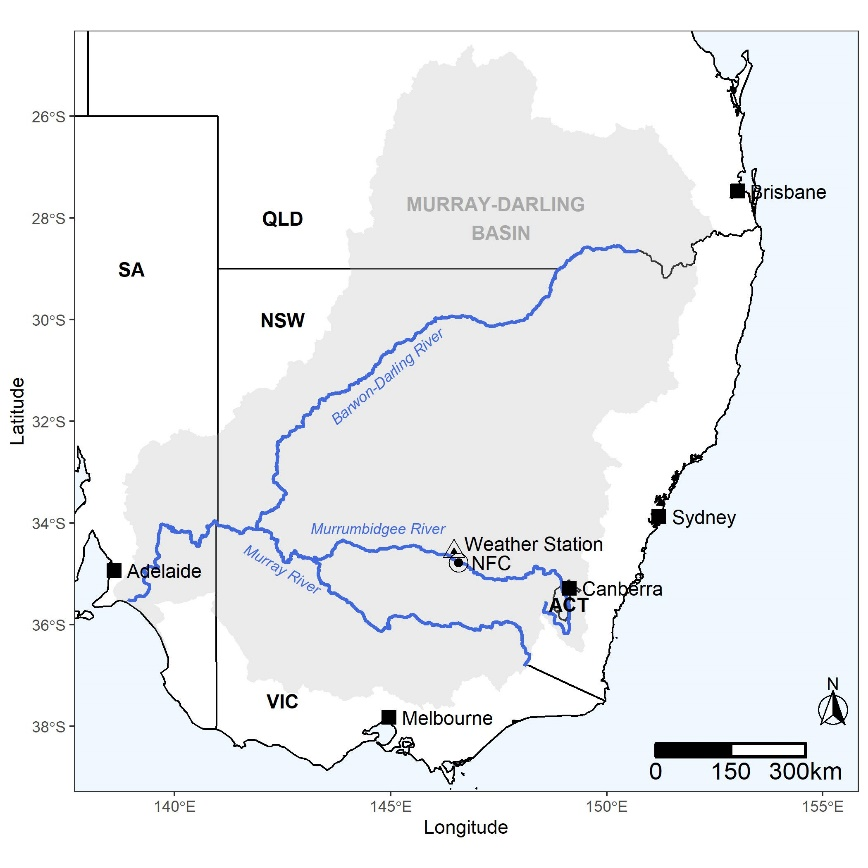 26°S
28°S
30°S
32°S
34°S
36°S
38°S
Latitude
QLD
SA
NSW
MURRAY-DARLING
BASIN
Brisbane
Barwon-Darling River
Murrumbidgee River
Murray River
Weather Station
NFC
Sydney
Adelaide
Canberra
ACT
VIC
Melbourne
N
0 150 300km
140°E
145°E
150°E
155°E
Longitude